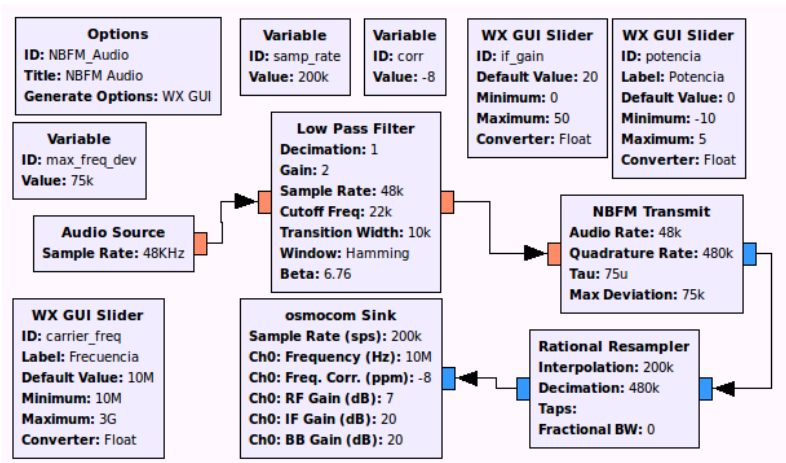 Options
ID: NBFM_Audio
Title: NBFM Audio
Generate Options: WX GUI
Variable
ID: samp_rate
Value: 200k
Variable
ID: corr
Value: -8
WX GUI Slider
ID: if_gain
Default Value: 20
Minimum: 0
Maximum: 50
Converter: Float
WX GUI Slider
ID: potencia
Label: Potencia
Default Value: 0
Minimum: -10
Maximum: 5
Converter: Float
Variable
ID: max_freq_dev
Value: 75k
Low Pass Filter
Decimation: 1
Gain: 2
Sample Rate: 48k
Cutoff Freq: 22k
Transition Width: 10k
Window: Hamming
Beta: 6.76
Audio Source
Sample Rate: 48KHz
NBFM Transmit
Audio Rate: 48k
Quadrature Rate: 480k
Tau: 75u
Max Deviation: 75k
WX GUI Slider
ID: carrier_freq
Label: Frecuencia
Default Value: 10M
Minimum: 10M
Maximum: 3G
Converter: Float
osmocom Sink
Sample Rate (sps): 200k
Ch0: Frequency (Hz): 10M
Ch0: Freq. Corr. (ppm): -8
Ch0: RF Gain (dB): 7
Ch0: IF Gain (dB): 20
Ch0: BB Gain (dB): 20
Rational Resampler
Interpolation: 200k
Decimation: 480k
Taps:
Fractional BW: 0